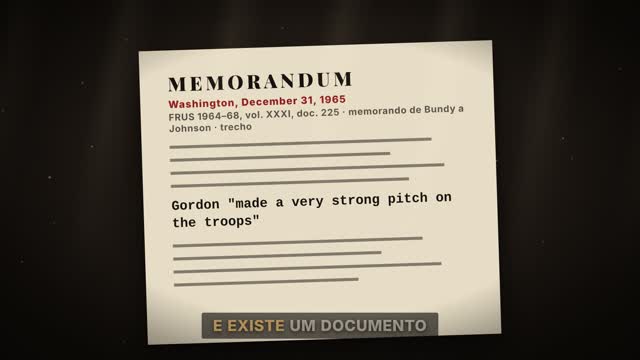 MEMORANDUM
Washington, December 31, 1965
FRUS 1964–68, vol. XXXI, doc. 225 · memorando de Bundy a
Johnson · trecho
Gordon "made a very strong pitch on
the troops"
E EXISTE UM DOCUMENTO